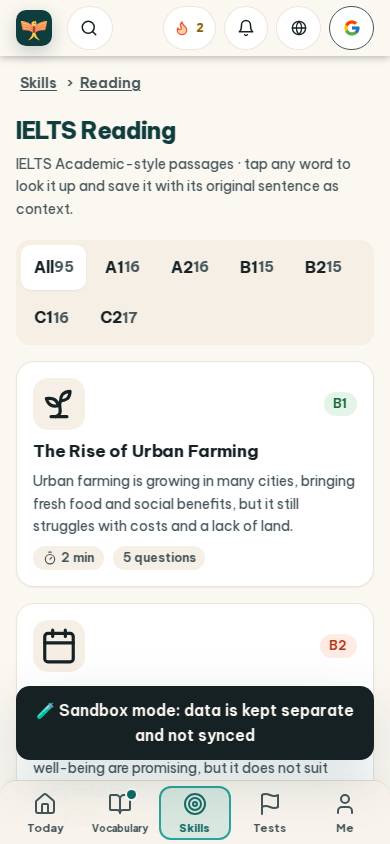 2
Skills > Reading
IELTS Reading
IELTS Academic-style passages · tap any word to
look it up and save it with its original sentence as
context.
All95 A116 A216 B115 B215
C116 C217
B1
The Rise of Urban Farming
Urban farming is growing in many cities, bringing
fresh food and social benefits, but it still
struggles with costs and a lack of land.
2 min 5 questions
B2
🧪 Sandbox mode: data is kept separate
and not synced
well-being are promising, but it does not suit
Today Vocabulary Skills Tests Me